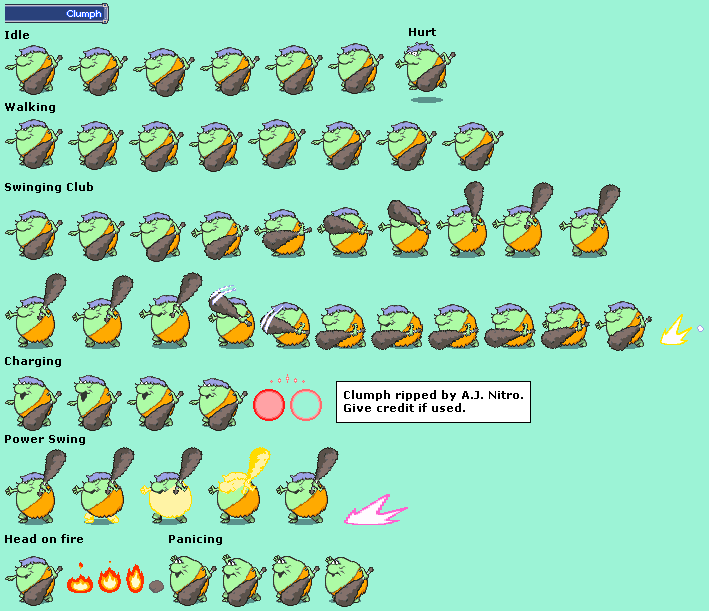 Clumph
Idle
Hurt
Walking
Swinging Club
Charging
Clumph ripped by A.J. Nitro.
Give credit if used.
Power Swing
Head on fire
Panicing